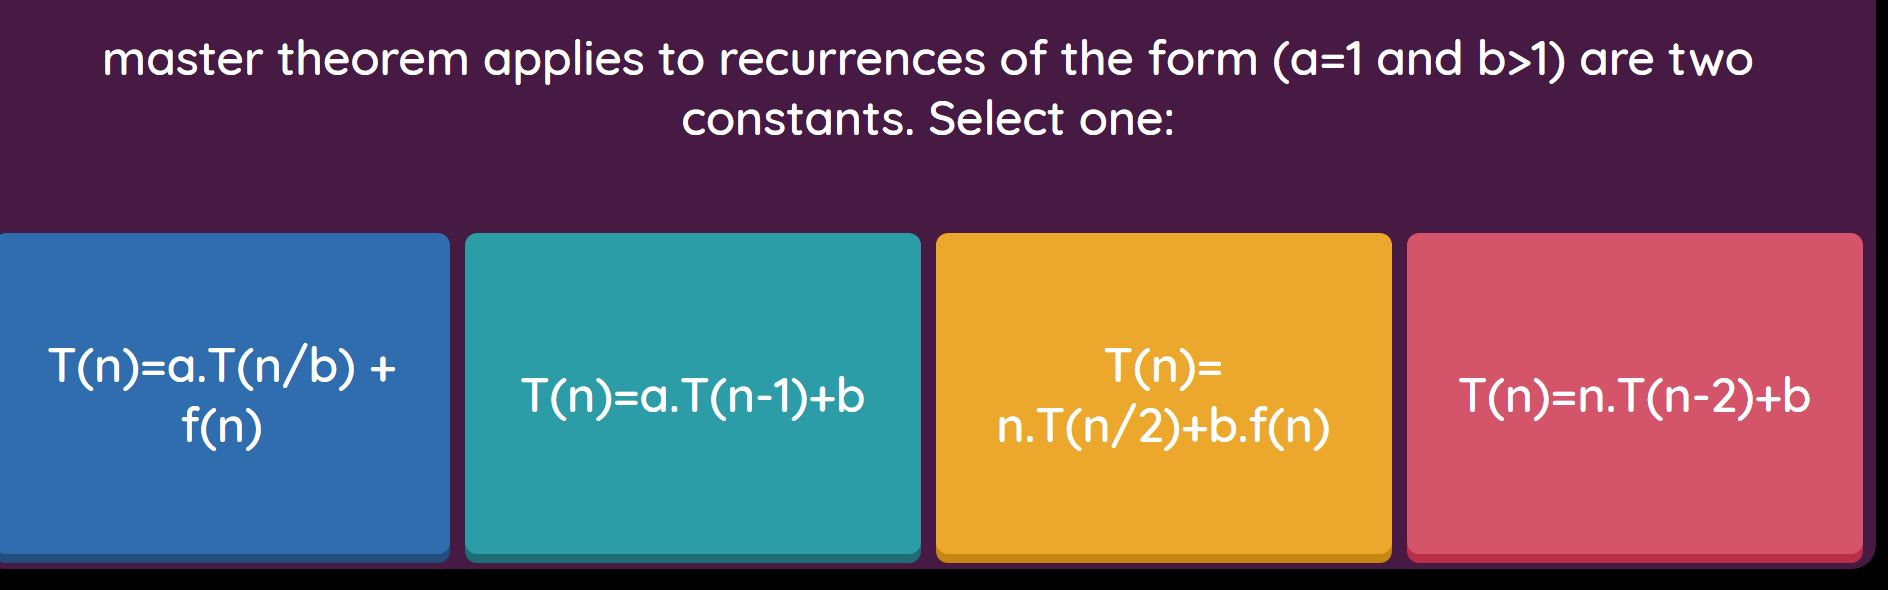 master theorem applies to recurrences of the form (a=1 and b>1) are two
constants. Select one:
T(n)=a.T(n/b) +
f(n)
T(n)=a.T(n-1)+b
T(n)=
n.T(n/2)+b.f(n)
T(n)=n.T(n-2)+b